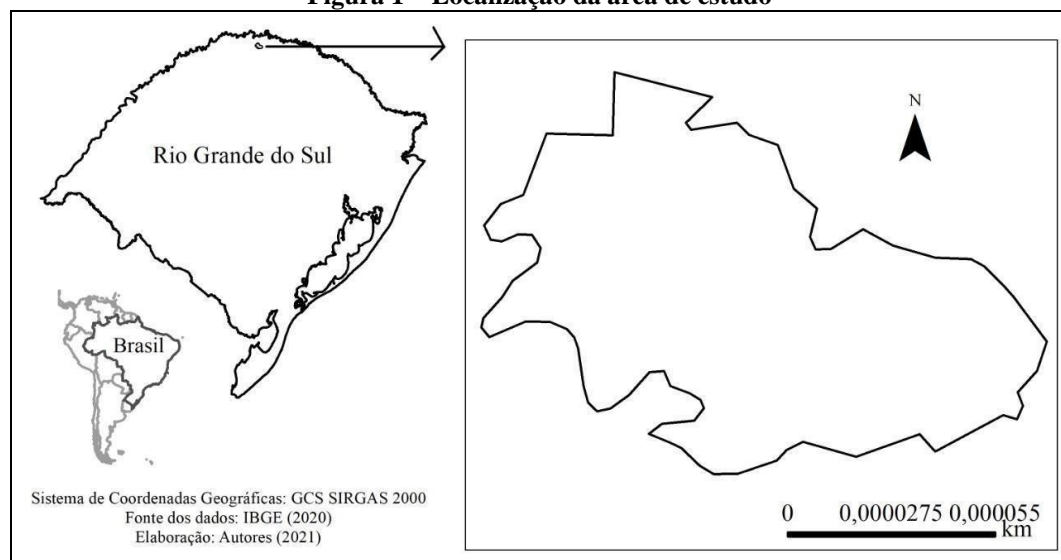 Figura 1 – Localização da área de estudo
Rio Grande do Sul
Brasil
Sistema de Coordenadas Geográficas: GCS SIRGAS 2000
Fonte dos dados: IBGE (2020)
Elaboração: Autores (2021)
N
0 0,0000275 0,000055
km